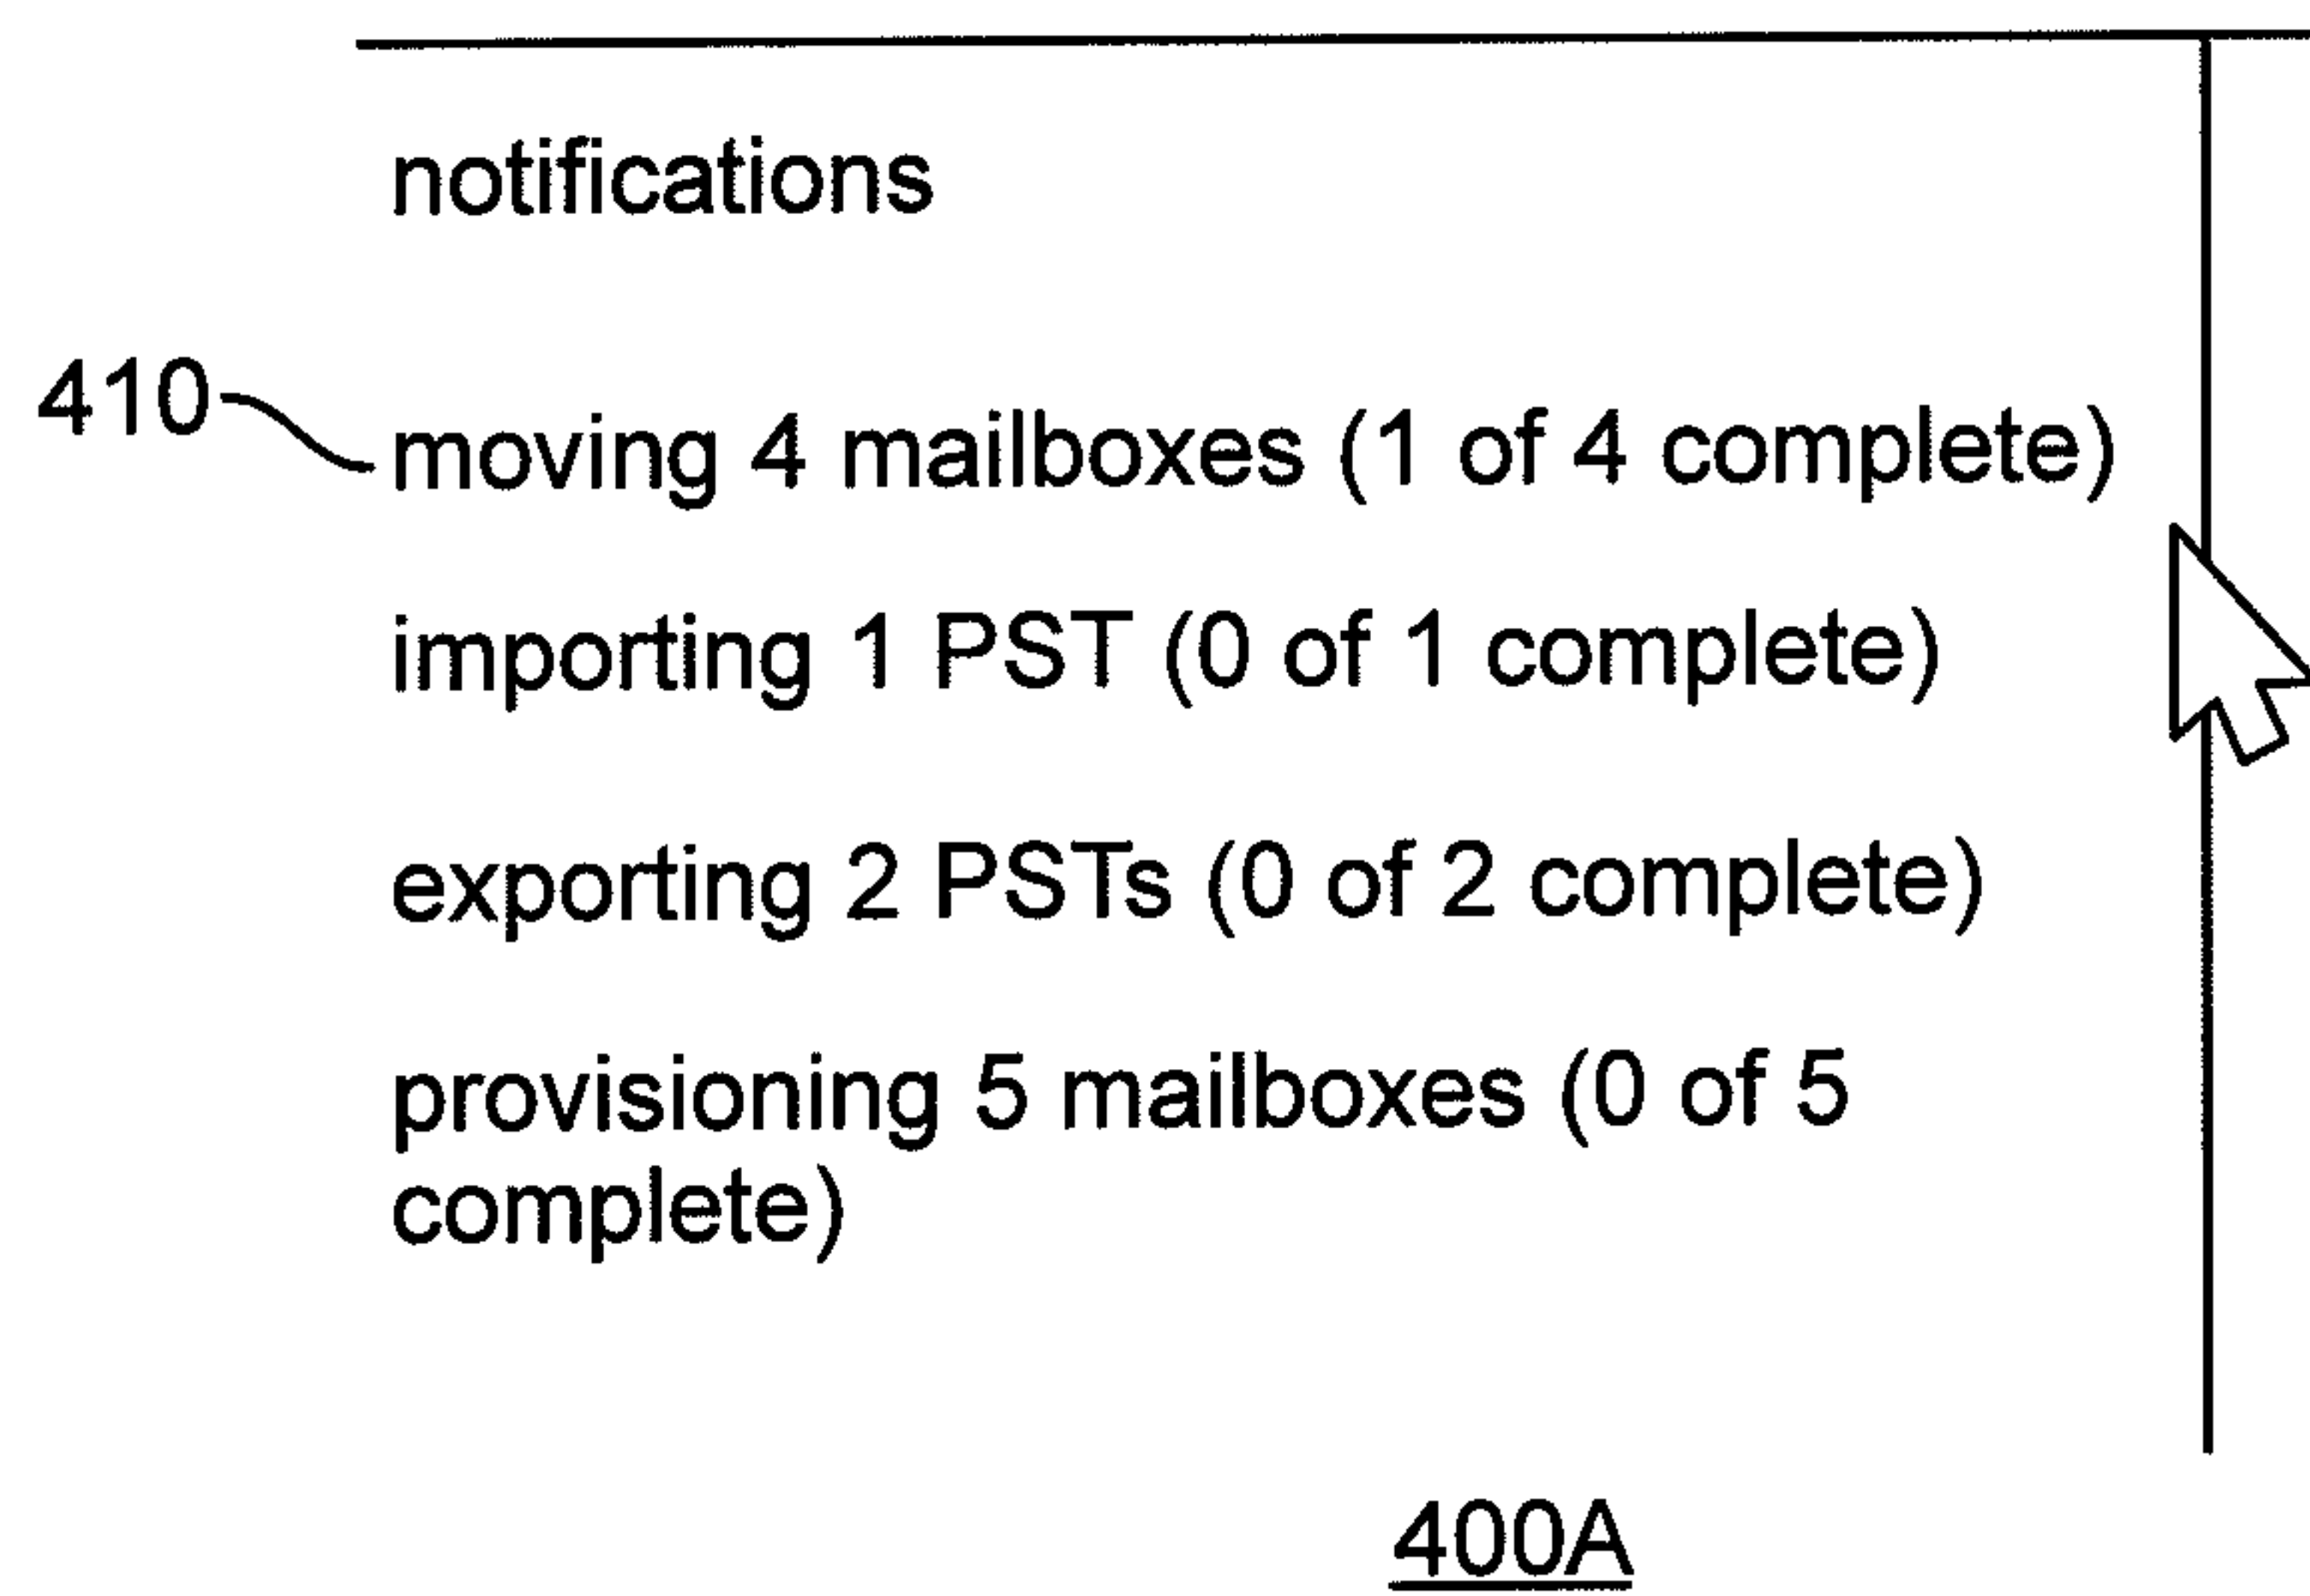 notifications
410
moving 4 mailboxes (1 of 4 complete)
importing 1 PST (0 of 1 complete)
exporting 2 PSTs (0 of 2 complete)
provisioning 5 mailboxes (0 of 5
complete)
400A